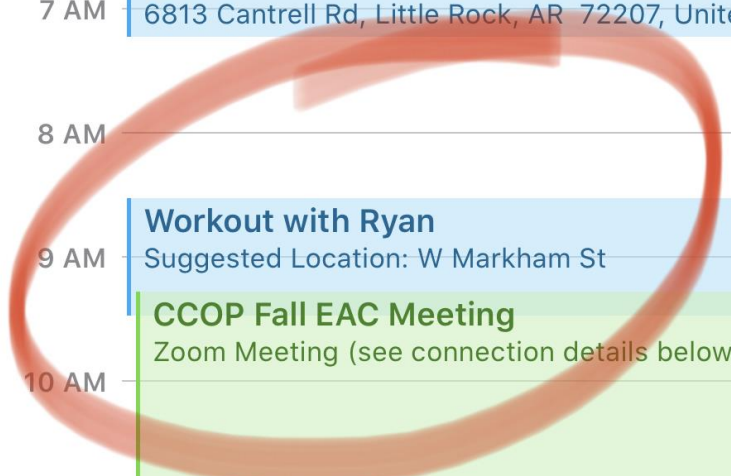 7 AM
6813 Cantrell Rd, Little Rock, AR 72207, Unite
8 AM
Workout with Ryan
9 AM
Suggested Location: W Markham St
CCOP Fall EAC Meeting
Zoom Meeting (see connection details below
10 AM